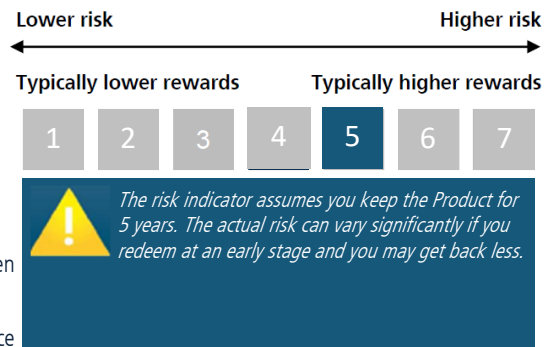 Lower risk Higher risk
Typically lower rewards Typically higher rewards
1 2 3 4 5 6 7
!
The risk indicator assumes you keep the Product for
5 years. The actual risk can vary significantly if you
redeem at an early stage and you may get back less.
en
ce